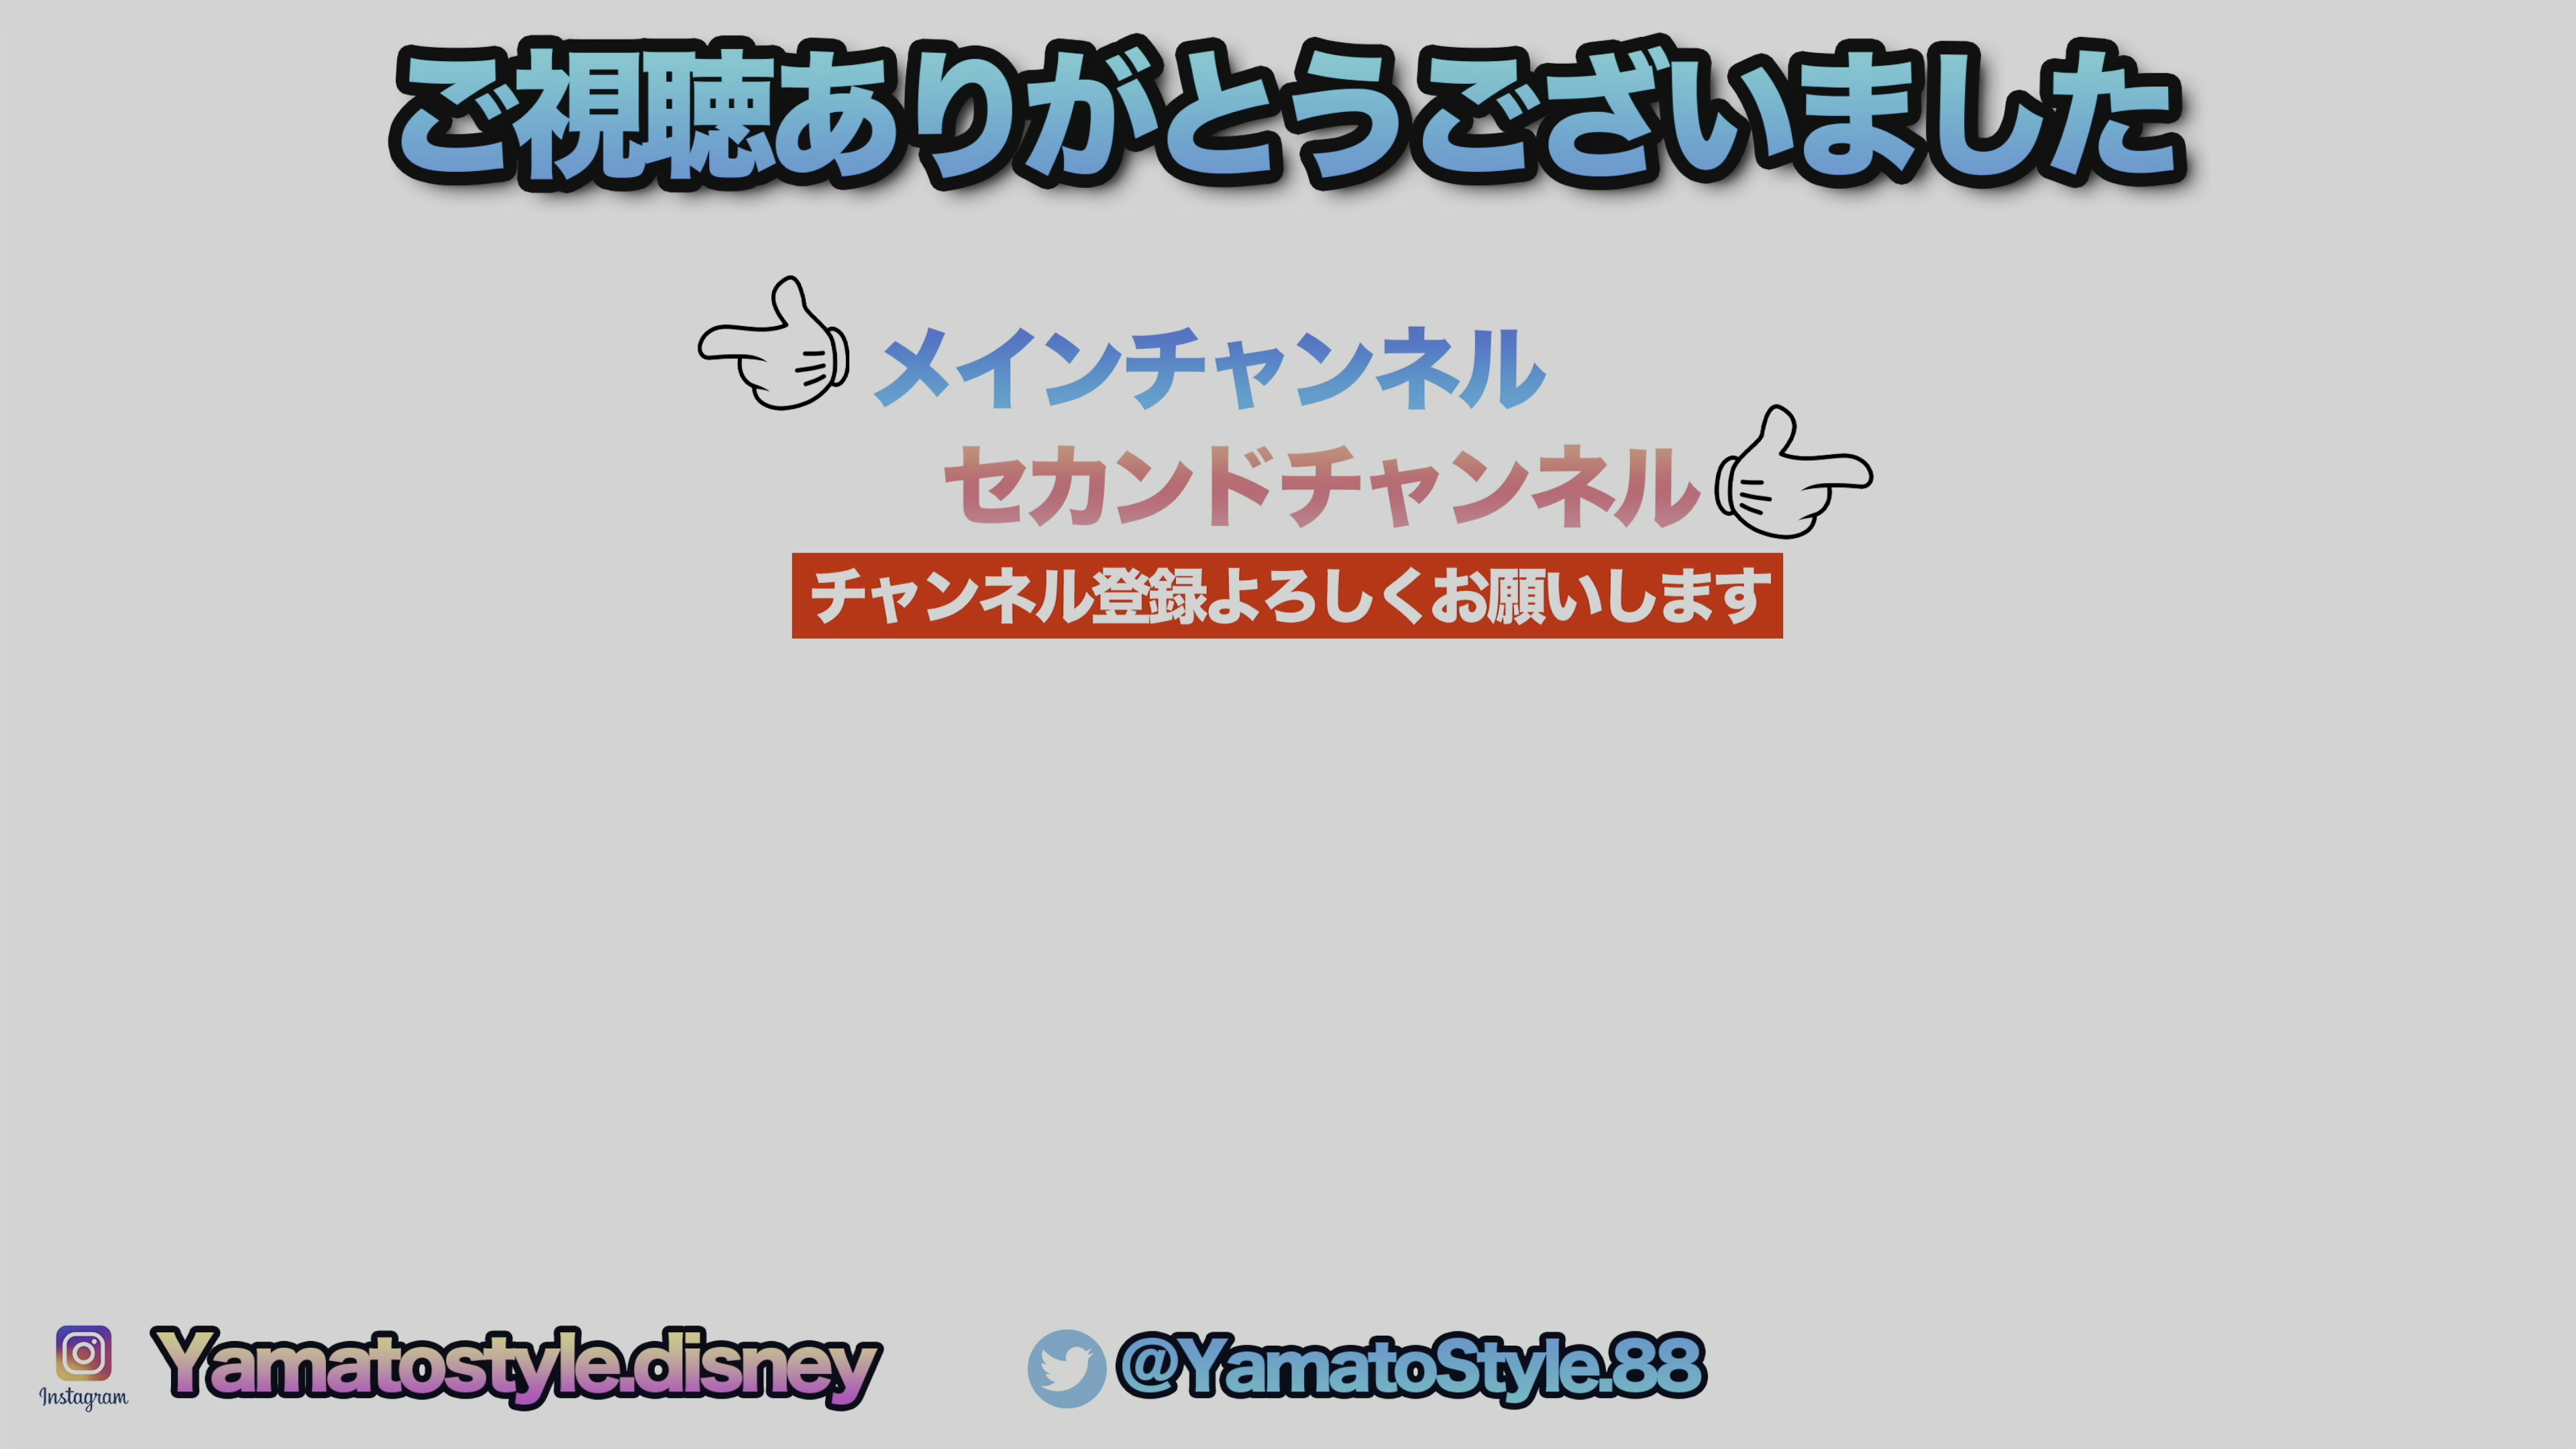 ご視聴ありがとうございました
メインチャンネル
セカンドチャンネル
チャンネル登録よろしくお願いします
Instagram
Yamatostyle.disney
@YamatoStyle.88